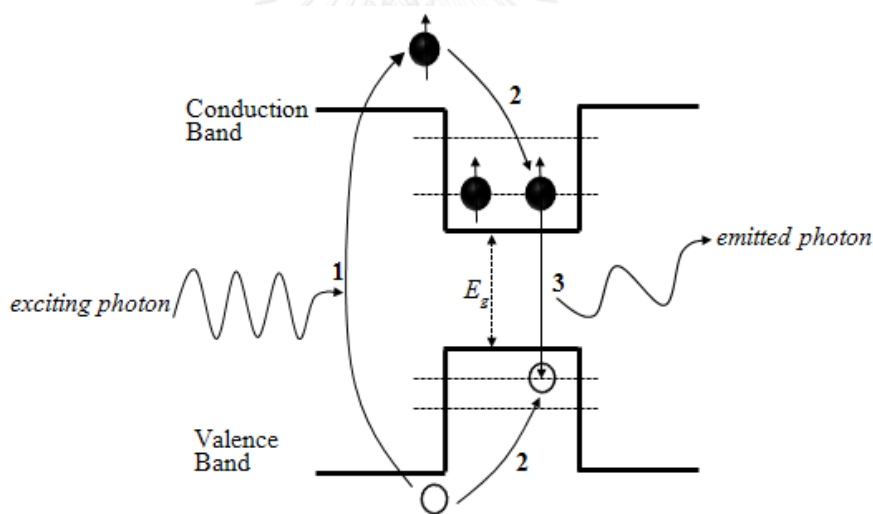 Conduction
Band
2
emitted photon
1
3
E_g
exciting photon
Valence
Band
2